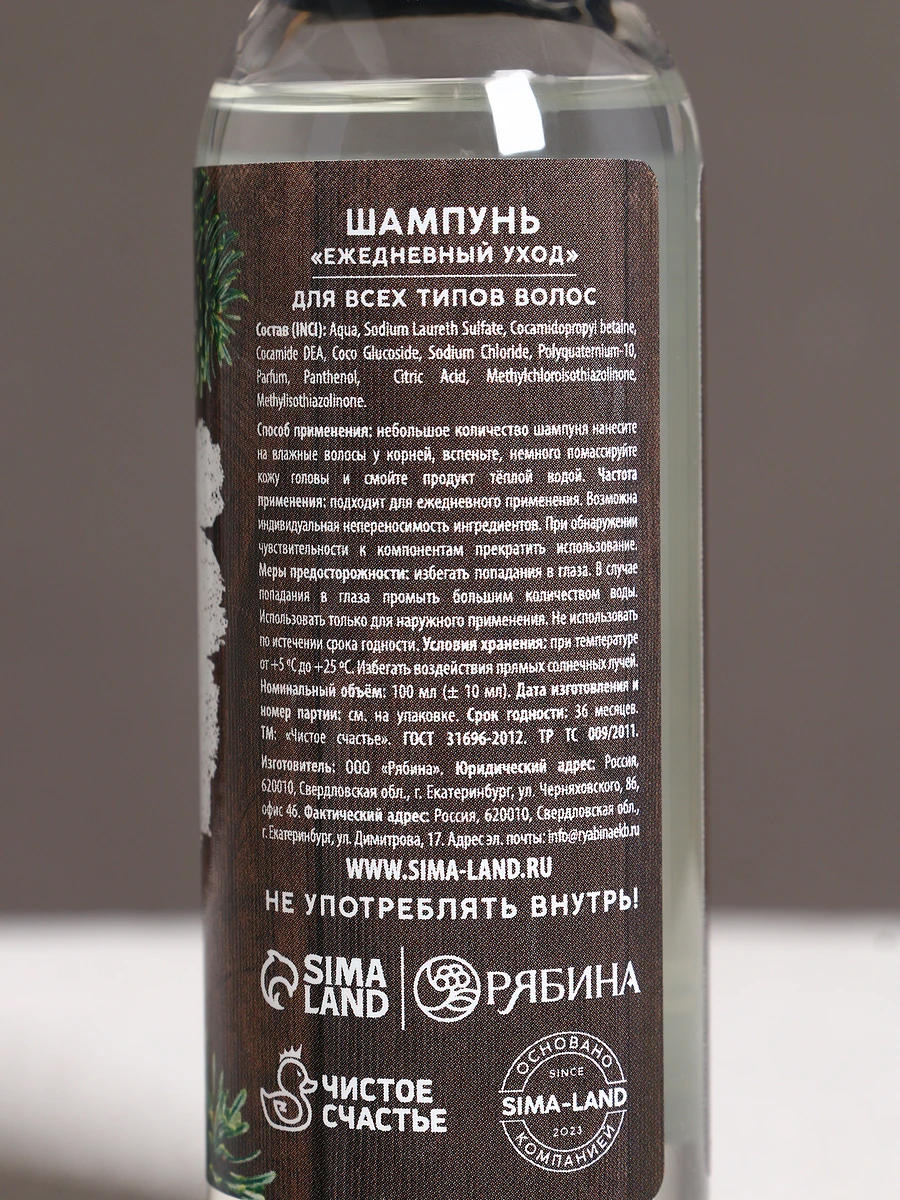 ШАМПУНЬ
«ЕЖЕДНЕВНЫЙ УХОД»
ДЛЯ ВСЕХ ТИПОВ ВОЛОС
Состав (INCI): Aqua, Sodium Laureth Sulfate, Cocamidopropyl betaine,
Cocamide DEA, Coco Glucoside, Sodium Chloride, Polyquaternium-10,
Parfum, Panthenol, Citric Acid, Methylchloroisothiazolinone,
Methylisothiazolinone.
Способ применения: небольшое количество шампуня нанесите
на влажные волосы у корней, вспеньте, немного помассируйте
кожу головы и смойте продукт тёплой водой. Частота
применения: подходит для ежедневного применения. Возможна
индивидуальная непереносимость ингредиентов. При обнаружении
чувствительности к компонентам прекратить использование.
Меры предосторожности: избегать попадания в глаза. В случае
попадания в глаза промыть большим количеством воды.
Использовать только для наружного применения. Не использовать
по истечении срока годности. Условия хранения: при температуре
от +5 °C до +25 °C. Избегать воздействия прямых солнечных лучей.
Номинальный объём: 100 мл (± 10 мл). Дата изготовления и
номер партии: см. на упаковке. Срок годности: 36 месяцев.
ТМ: «Чистое счастье». ГОСТ 31696-2012. ТР ТС 009/2011.
Изготовитель: ООО «Рябина». Юридический адрес: Россия,
620010, Свердловская обл., г. Екатеринбург, ул. Черняховского, 86,
офис 46. Фактический адрес: Россия, 620010, Свердловская обл.,
г. Екатеринбург, ул. Димитрова, 17. Адрес эл. почты: info@ryabinaekb.ru
WWW.SIMA-LAND.RU
НЕ УПОТРЕБЛЯТЬ ВНУТРЬ!
SIMA
LAND
РЯБИНА
ЧИСТОЕ
СЧАСТЬЕ
ОСНОВАНО
SINCE
SIMA-LAND
2023
КОМПАНИЕЙ